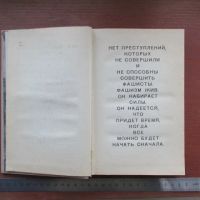 НЕТ ПРЕСТУПЛЕНИЙ,
КОТОРЫХ
НЕ СОВЕРШИЛИ
И
НЕ СПОСОБНЫ
СОВЕРШИТЬ
ФАШИСТЫ.
ФАШИЗМ ЖИВ.
ОН НАБИРАЕТ
СИЛЫ.
ОН НАДЕЕТСЯ,
ЧТО
ПРИДЕТ ВРЕМЯ,
КОГДА
ВСЕ
МОЖНО БУДЕТ
НАЧАТЬ СНАЧАЛА.